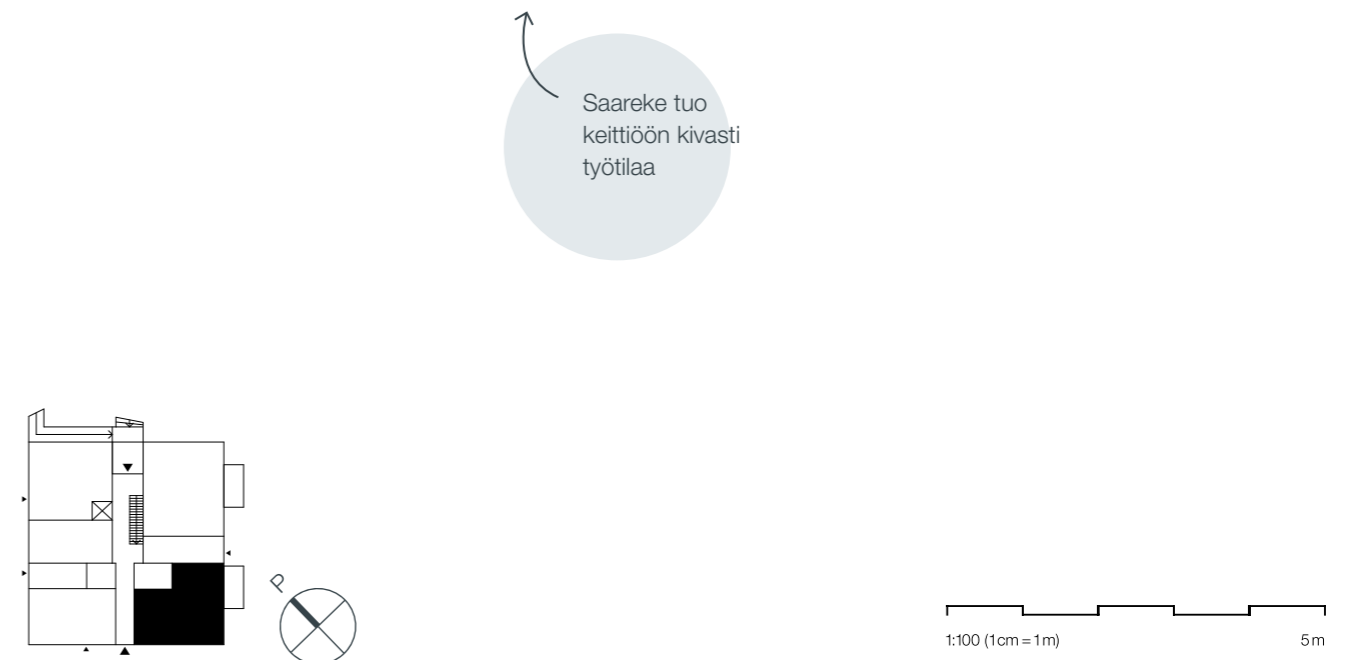 Saareke tuo
keittiöön kivasti
työtilaa
P
1:100 (1cm = 1m)
5m